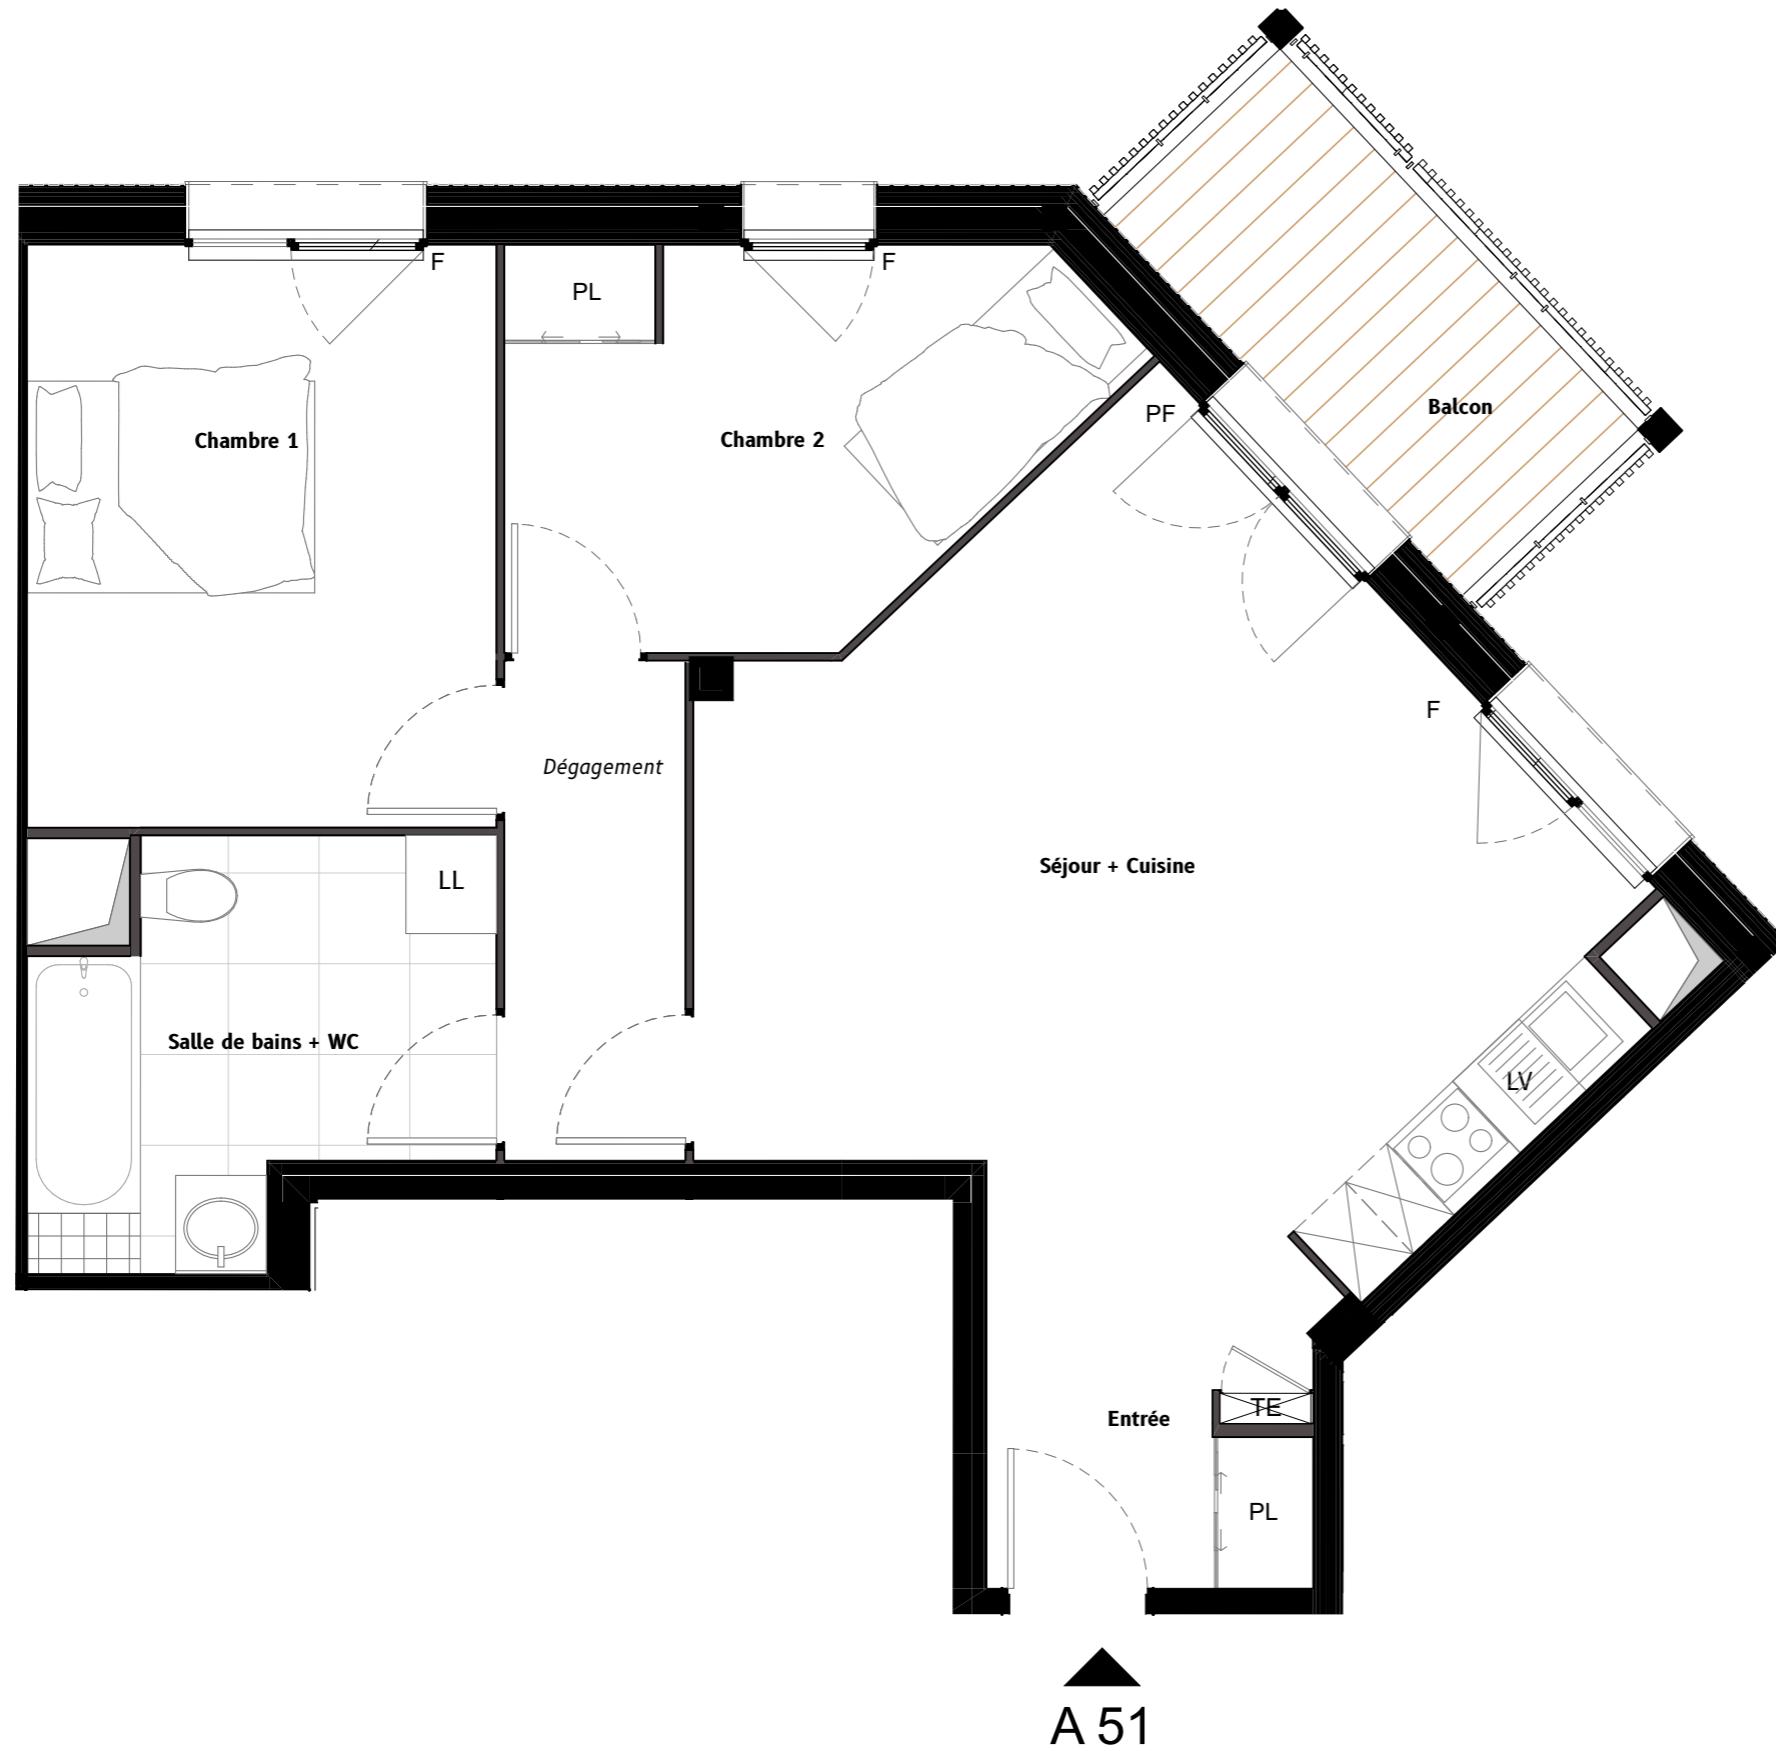 F
F
PL
PF
Balcon
Chambre 1
Chambre 2
F
Dégagement
Séjour + Cuisine
LL
Salle de bains + WC
LV
TE
Entrée
PL
A 51